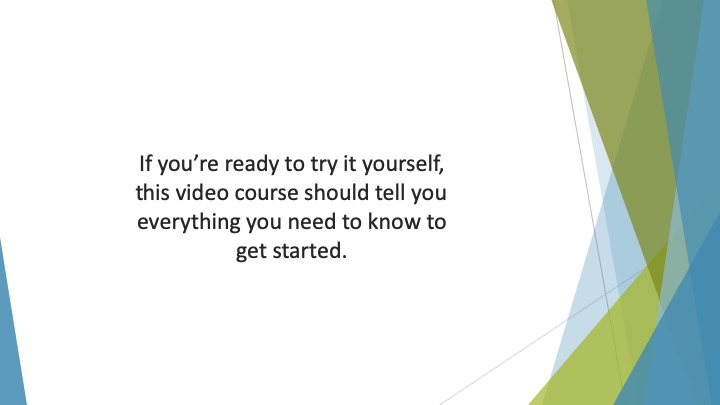 If you’re ready to try it yourself,
this video course should tell you
everything you need to know to
get started.